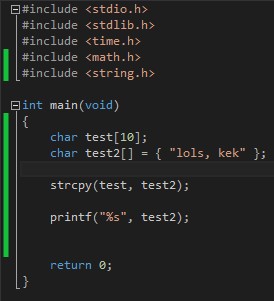 #include <stdio.h>
#include <stdlib.h>
#include <time.h>
#include <math.h>
#include <string.h>
int main(void)
{
char test[10];
char test2[] = { "lols, kek" };
strcpy(test, test2);
printf("%s", test2);
return 0;
}